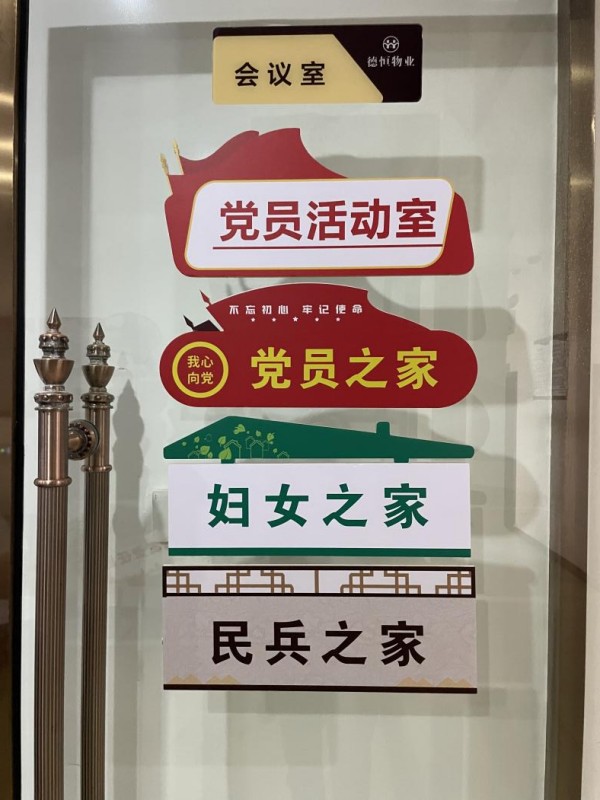 会议室
德恒物业
党员活动室
不忘初心 牢记使命
我心
向党
党员之家
妇女之家
民兵之家